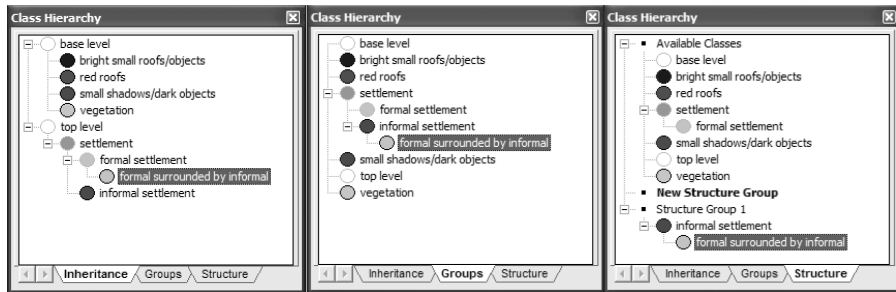 Class Hierarchy
base level
bright small roofs/objects
red roofs
small shadows/dark objects
vegetation
top level
settlement
formal settlement
formal surrounded by informal
informal settlement
Inheritance Groups Structure
Class Hierarchy
base level
bright small roofs/objects
red roofs
settlement
formal settlement
informal settlement
formal surrounded by informal
small shadows/dark objects
top level
vegetation
Inheritance Groups Structure
Class Hierarchy
Available Classes
base level
bright small roofs/objects
red roofs
settlement
formal settlement
small shadows/dark objects
top level
vegetation
New Structure Group
Structure Group 1
informal settlement
formal surrounded by informal
Inheritance Groups Structure